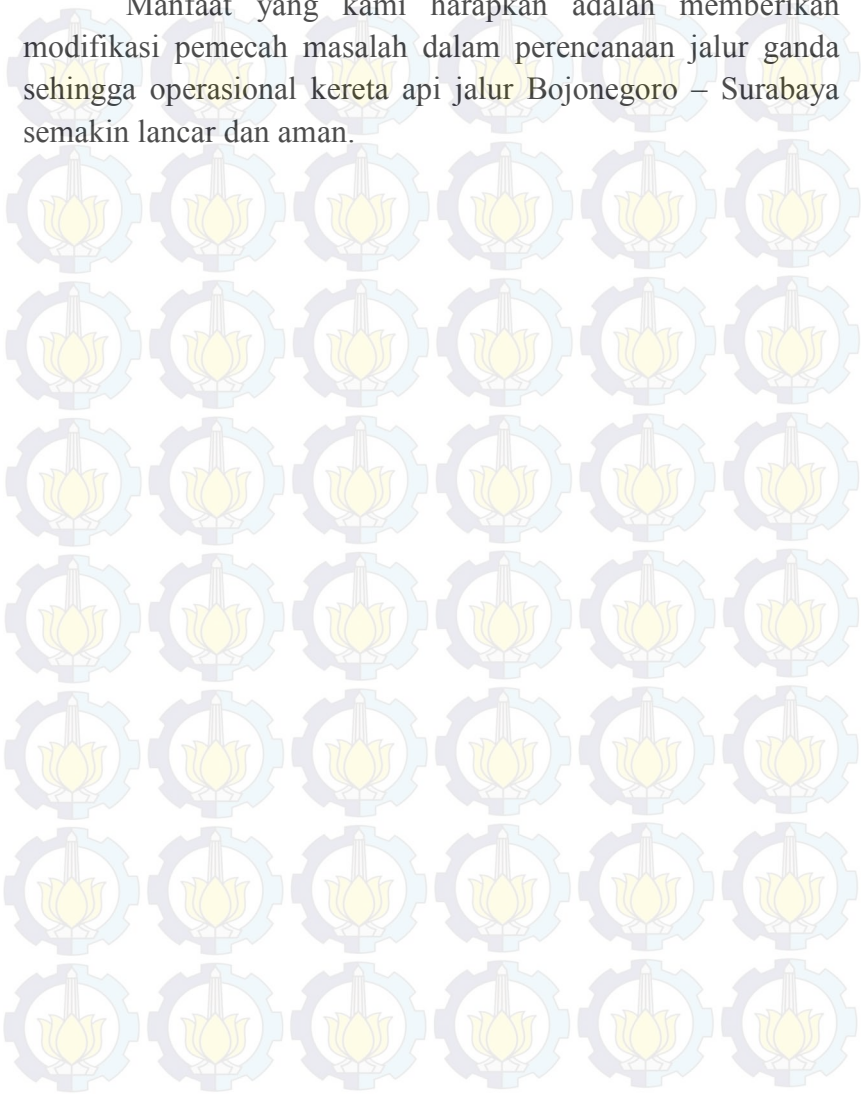 Manfaat yang kami harapkan adalah memberikan
modifikasi pemecah masalah dalam perencanaan jalur ganda
sehingga operasional kereta api jalur Bojonegoro – Surabaya
semakin lancar dan aman.